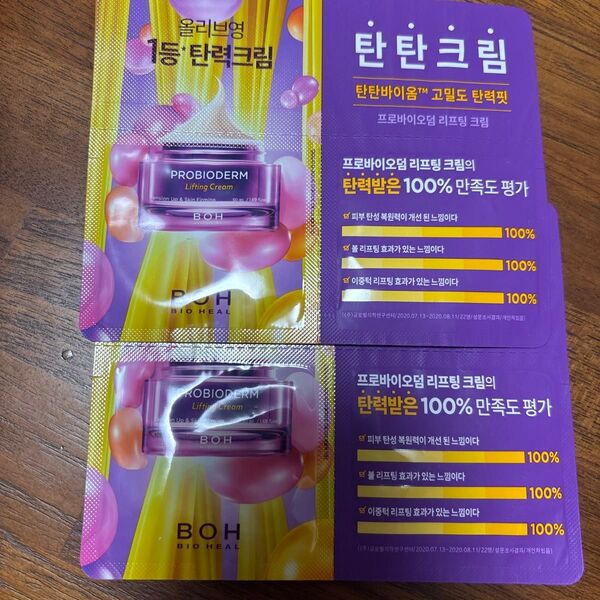 올리브영
1등*탄력크림
PROBIODERM
Lifting Cream
Tension Up & Skin Firming
BOH
BOH
BIO HEAL
탄탄크림
탄탄바이옴™ 고밀도 탄력핏
프로바이오덤 리프팅 크림
프로바이오덤 리프팅 크림의
탄력받은 100% 만족도 평가
피부 탄성 복원력이 개선 된 느낌이다
100%
볼 리프팅 효과가 있는 느낌이다
100%
이중턱 리프팅 효과가 있는 느낌이다
100%
PROBIODERM
Lifting Cream
BOH
BOH
BIO HEAL
프로바이오덤 리프팅 크림의
탄력받은 100% 만족도 평가
피부 탄성 복원력이 개선 된 느낌이다
100%
볼 리프팅 효과가 있는 느낌이다
100%
이중턱 리프팅 효과가 있는 느낌이다
100%